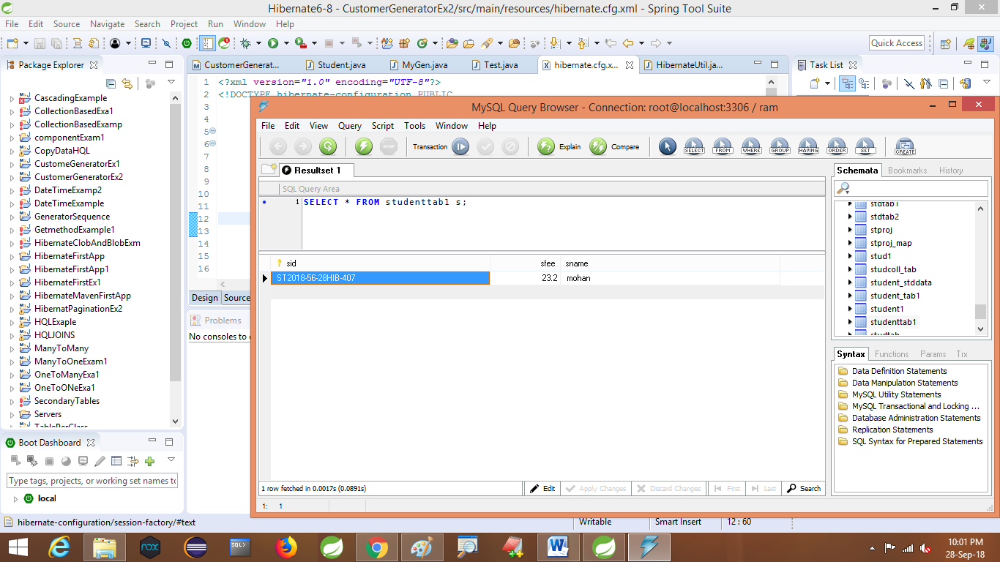 Hibernate6-8 - CustomerGeneratorEx2/src/main/resources/hibernate.cfg.xml - Spring Tool Suite
File Edit Source Navigate Search Project Run Window Help
Quick Access
Package Explorer
CascadingExample
CollectionBasedExa1
CollectionBasedExamp
componentExam1
CopyDataHQL
CustomeGeneratorEx1
CustomerGeneratorEx2
DateTimeExamp2
DateTimeExample
GeneratorSequence
GetmethodExample1
HibernateClobAndBlobExm
HibernateFirstApp
HibernateFirstApp1
HibernateFirstEx1
HibernateMavenFirstApp
HibernatPaginationEx2
HQLExaple
HQLJOINS
ManyToMany
ManyToOneExam1
OneToManyExa1
OneToONeExa1
SecondaryTables
Servers
TablePerClass
Boot Dashboard
Type tags, projects, or working set names to
local
CustomerGenerat... Student.java MyGen.java Test.java hibernate.cfg.x... HibernateUtil.ja...
1 <?xml version="1.0" encoding="UTF-8"?>
2 <!DOCTYPE hibernate-configuration PUBLIC
3
4
5
6
7
8
9
10
11
12
13
14
15
16
Design Source
Problems
No consoles to
Task List
MySQL Query Browser - Connection: root@localhost:3306 / ram
File Edit View Query Script Tools Window Help
STOP Transaction Explain Compare SELECT FROM WHERE GROUP HAVING ORDER SET CREATE
Resultset 1
SQL Query Area
1 SELECT * FROM studenttab1 s;
sid sfee sname
ST2018-56-28HIB-407 23.2 mohan
1 row fetched in 0.0017s (0.0891s) Edit Apply Changes Discard Changes First Last Search
1: 1
Schemata Bookmarks History
stdtab1
stdtab2
stproj
stproj_map
stud1
studcoll_tab
student_stddata
student_tab1
student1
studenttab1
studtab
Syntax Functions Params Trx
Data Definition Statements
Data Manipulation Statements
MySQL Utility Statements
MySQL Transactional and Locking ...
Database Administration Statements
Replication Statements
SQL Syntax for Prepared Statements
hibernate-configuration/session-factory/#text Writable Smart Insert 12 : 60
nox
SQL>
10:01 PM
28-Sep-18